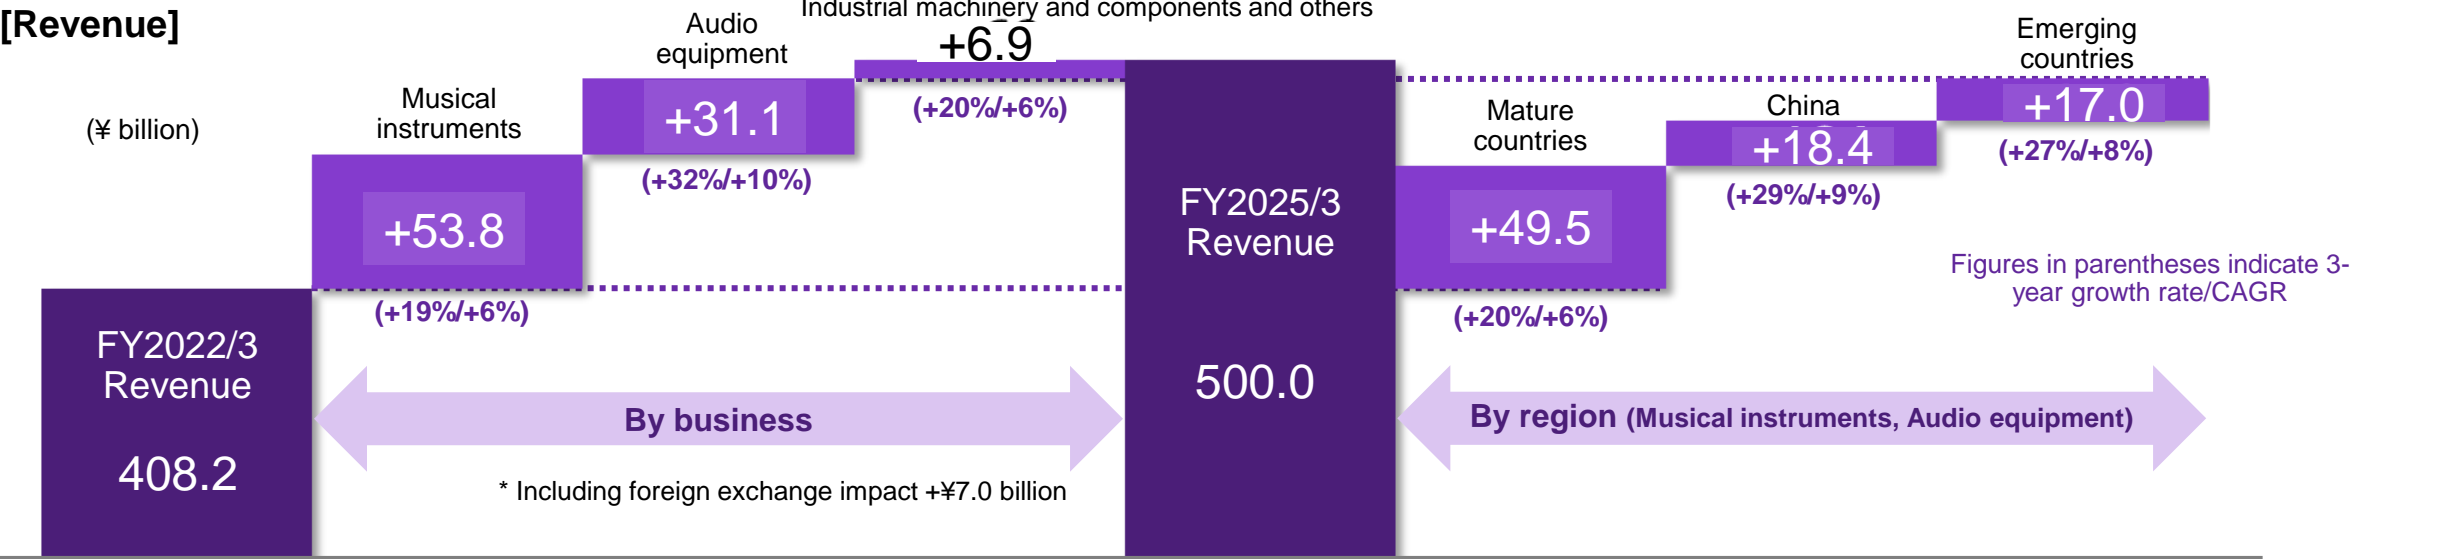 [Revenue]
(¥ billion)
FY2022/3
Revenue
408.2
Musical
instruments
+53.8
(+19%/+6%)
Audio
equipment
+31.1
(+32%/+10%)
Industrial machinery and components and others
+6.9
(+20%/+6%)
By business
* Including foreign exchange impact +¥7.0 billion
FY2025/3
Revenue
500.0
Mature
countries
+49.5
(+20%/+6%)
China
+18.4
(+29%/+9%)
Emerging
countries
+17.0
(+27%/+8%)
Figures in parentheses indicate 3-
year growth rate/CAGR
By region (Musical instruments, Audio equipment)